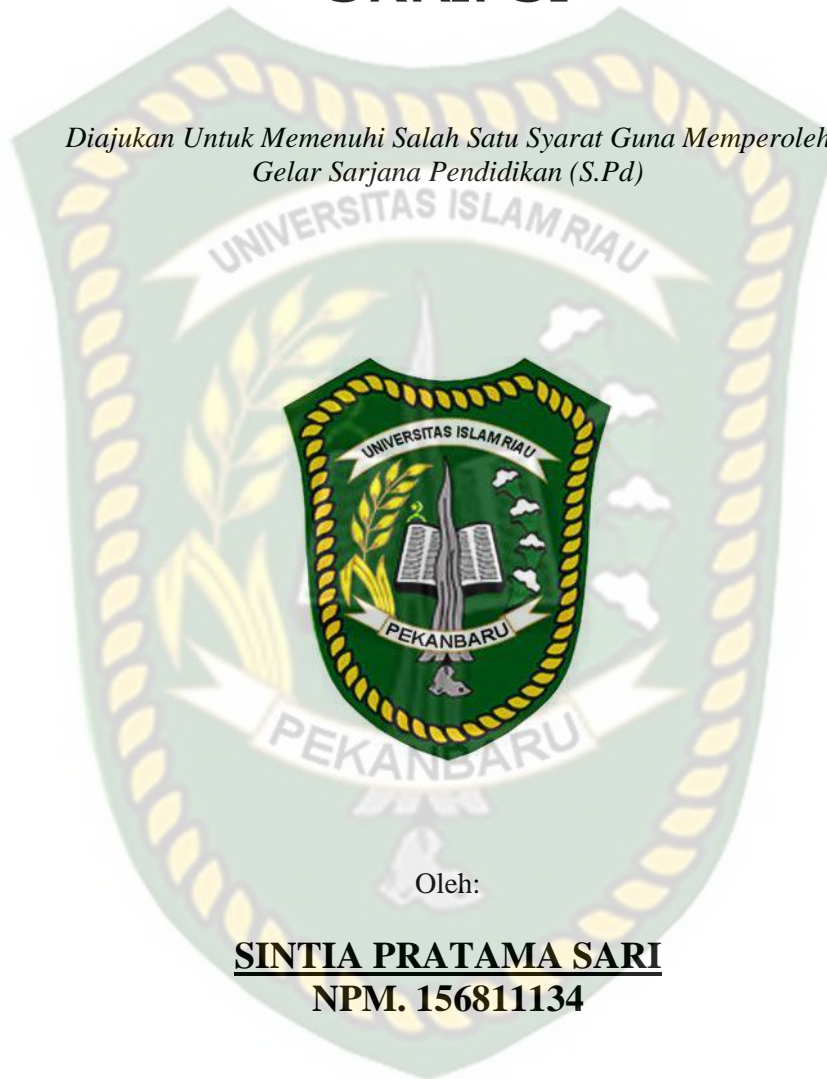 Diajukan Untuk Memenuhi Salah Satu Syarat Guna Memperoleh
Gelar Sarjana Pendidikan (S.Pd)
UNIVERSITAS ISLAM RIAU
UNIVERSITAS ISLAM RIAU
PEKANBARU
PEKANBARU
Oleh:
SINTIA PRATAMA SARI
NPM. 156811134